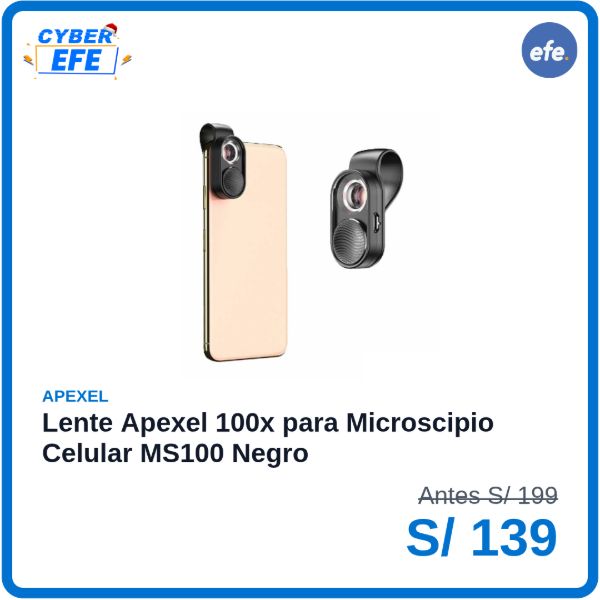 CYBER
EFE
efe.
APEXEL
Lente Apexel 100x para Microscipio
Celular MS100 Negro
Antes S/ 199
S/ 139